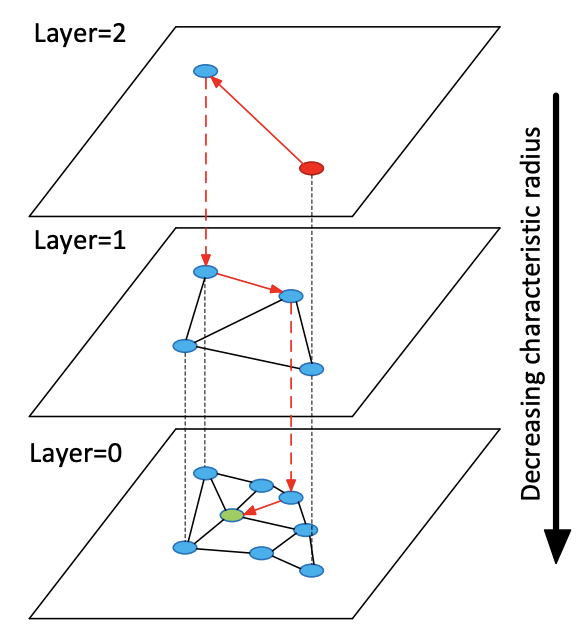 Layer=2
Layer=1
Layer=0
Decreasing characteristic radius